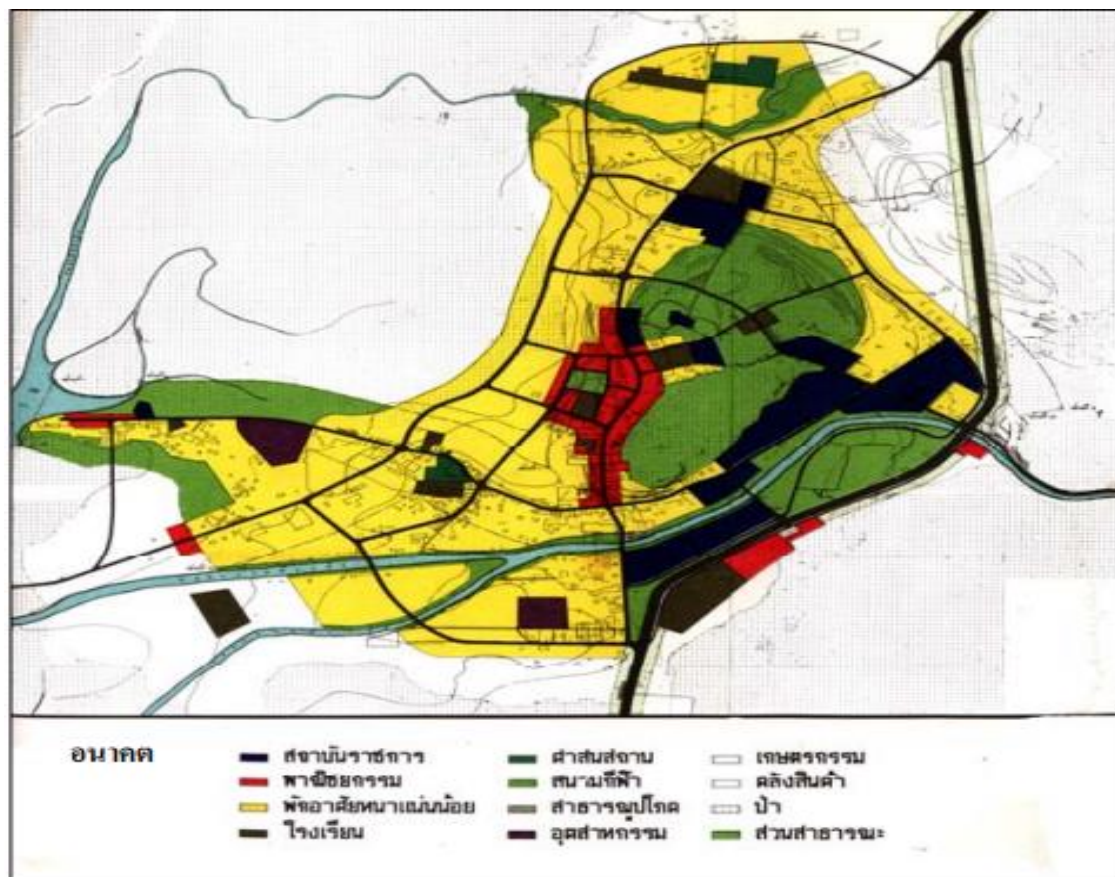 อนาคต
สถาบันราชการ
พาณิชยกรรม
พักอาศัยหนาแน่นน้อย
โรงเรียน
ศาสนสถาน
สนามกีฬา
สาธารณูปโภค
อุตสาหกรรม
เกษตรกรรม
คลังสินค้า
ป่า
สวนสาธารณะ